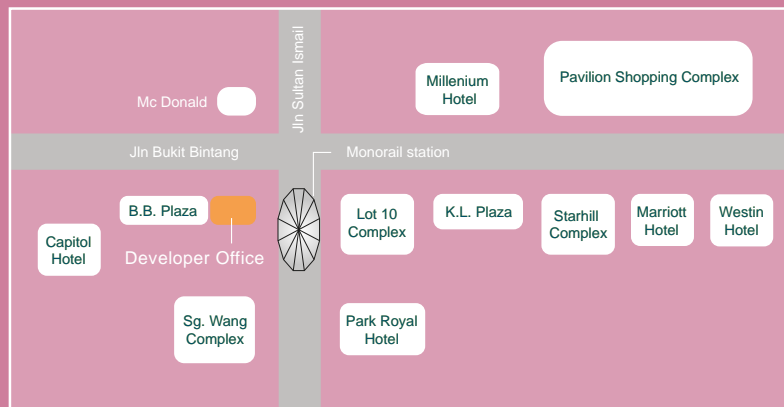 Jln Sultan Ismail
Millenium
Hotel
Pavilion Shopping Complex
Mc Donald
Jln Bukit Bintang
Monorail station
B.B. Plaza
Developer Office
Capitol
Hotel
Lot 10
Complex
K.L. Plaza
Starhill
Complex
Marriott
Hotel
Westin
Hotel
Sg. Wang
Complex
Park Royal
Hotel